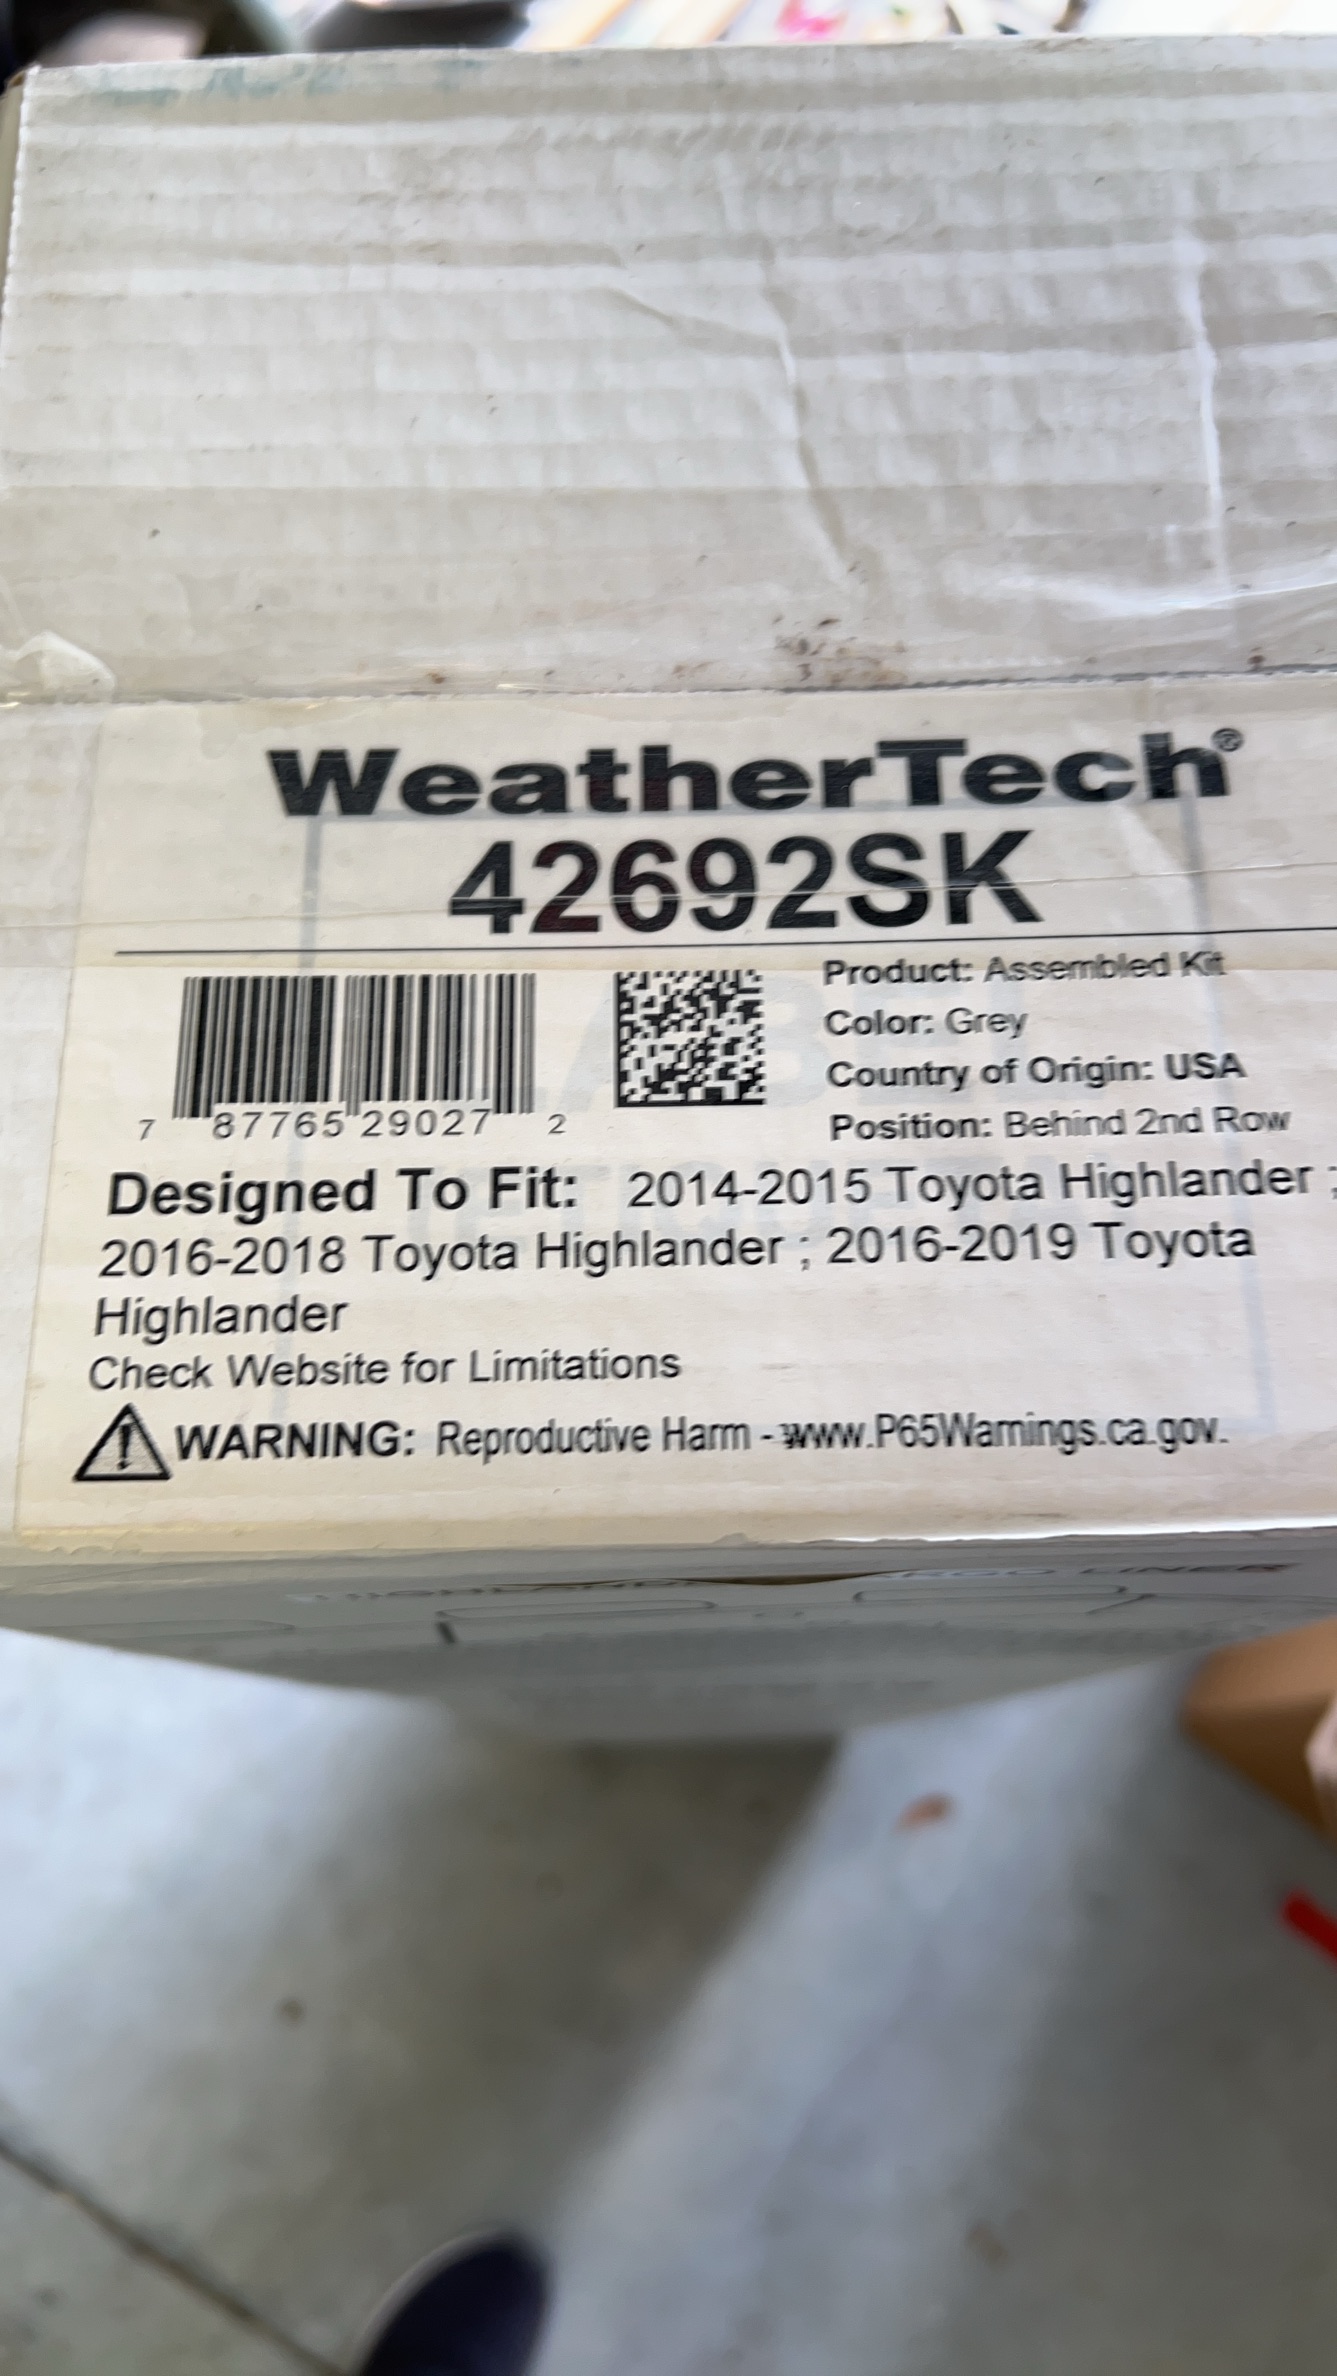 WeatherTech®
42692SK
Product: Assembled Kit
Color: Grey
Country of Origin: USA
Position: Behind 2nd Row
7 87765 29027 2
Designed To Fit: 2014-2015 Toyota Highlander ;
2016-2018 Toyota Highlander ; 2016-2019 Toyota
Highlander
Check Website for Limitations
WARNING: Reproductive Harm - www.P65Warnings.ca.gov.
LINER